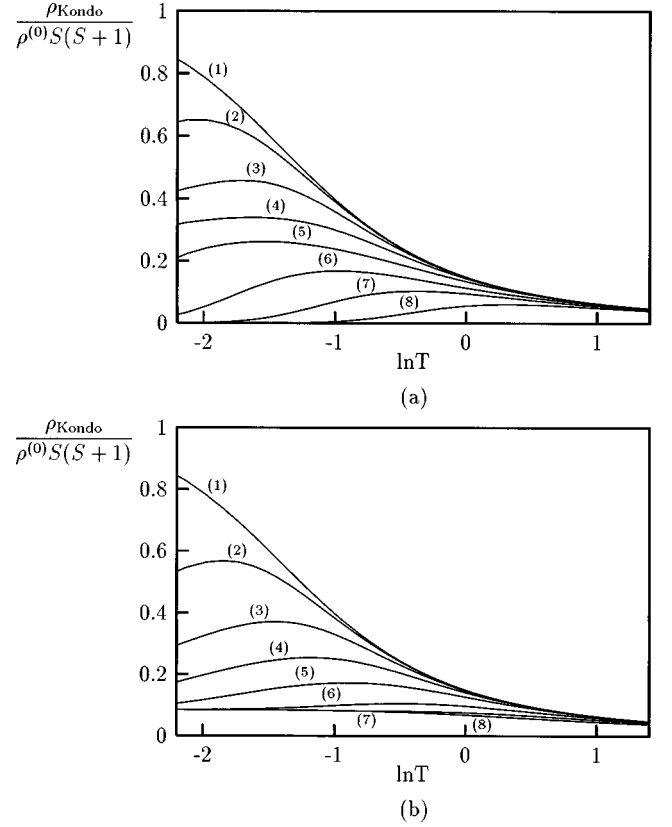 ρKondo
ρ(0)S(S + 1)
1
0.8
0.6
0.4
0.2
0
(1)
(2)
(3)
(4)
(5)
(6)
(7)
(8)
-2 -1 0 1
lnT
(a)
ρKondo
ρ(0)S(S + 1)
1
0.8
0.6
0.4
0.2
0
(1)
(2)
(3)
(4)
(5)
(6)
(7)
(8)
-2 -1 0 1
lnT
(b)